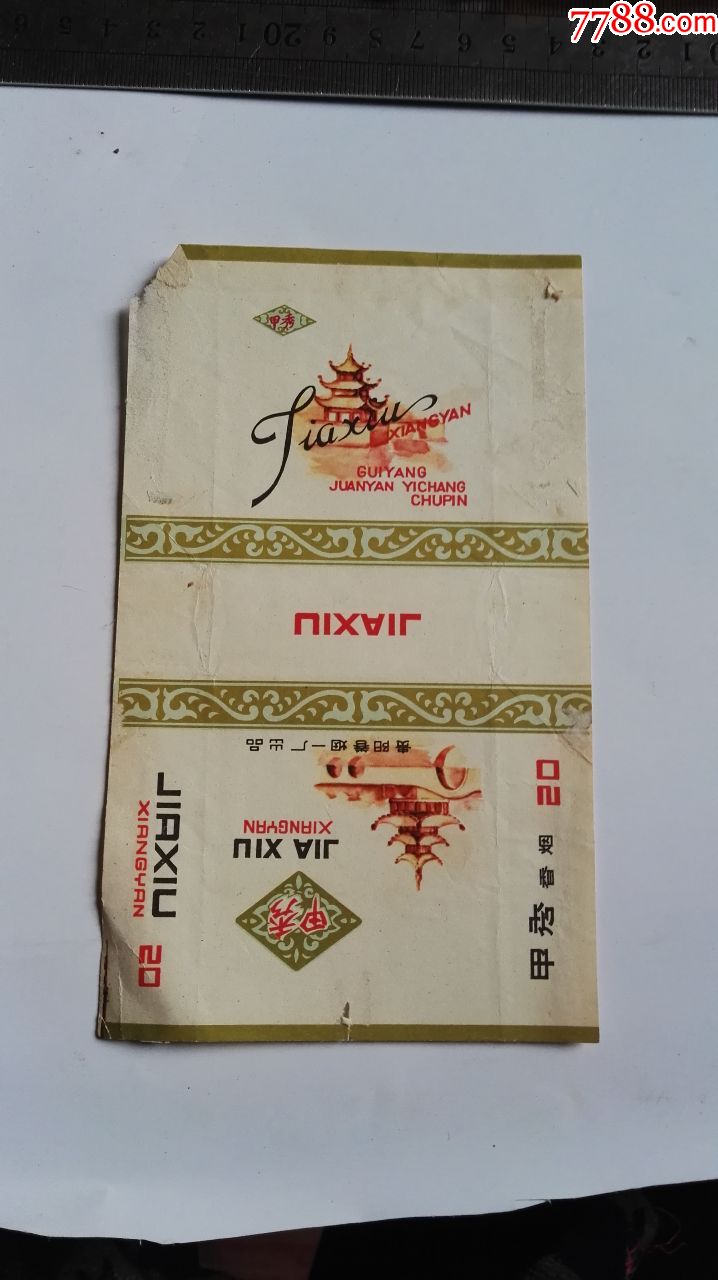 7788.com
甲秀
Jiaxiu
XIANGYAN
GUIYANG
JUANYAN YICHANG
CHUPIN
JIAXIU
贵阳卷烟一厂出品
JIA XIU
XIANGYAN
甲秀
JIAXIU
XIANGYAN 20
甲秀香烟 20